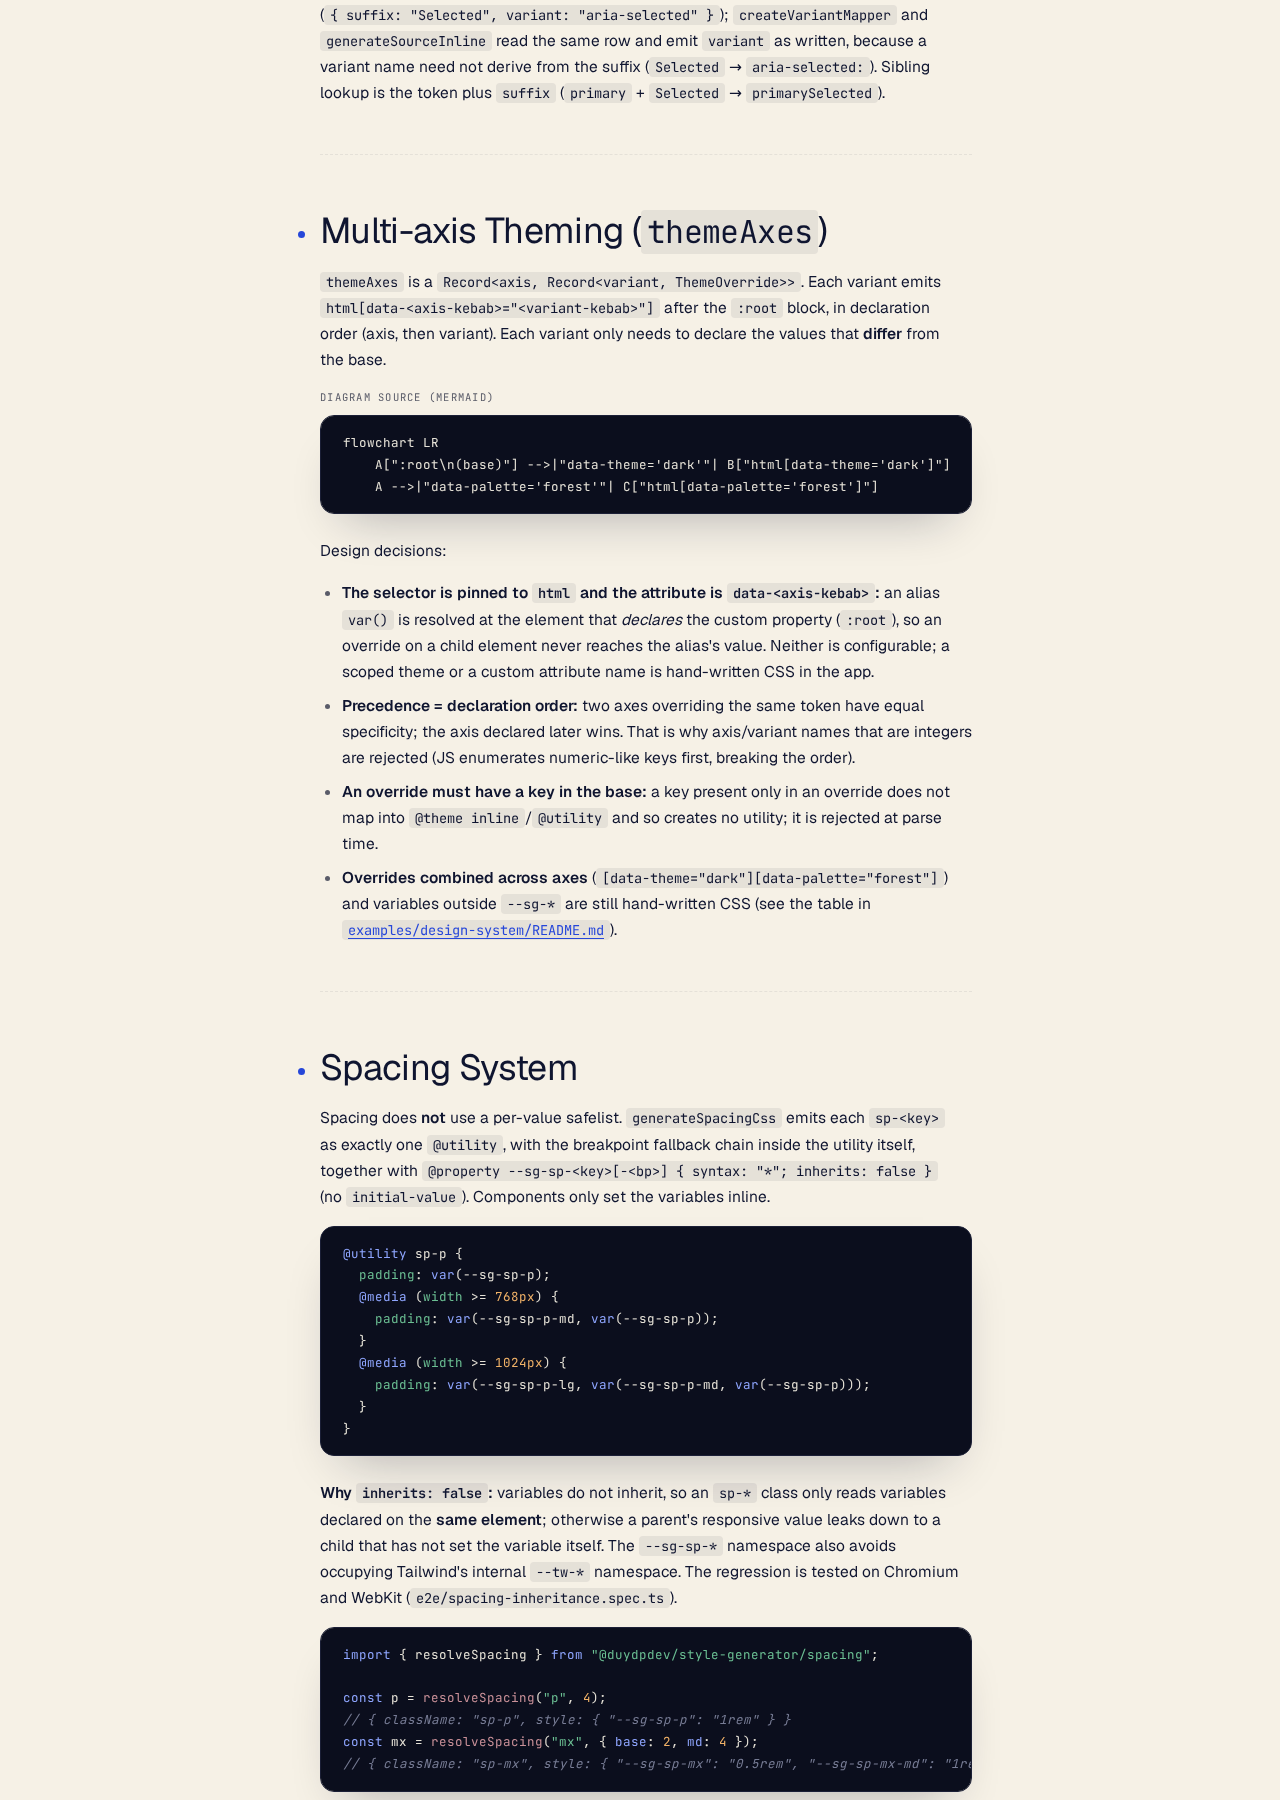 ( { suffix: "Selected", variant: "aria-selected" } ); createVariantMapper and
generateSourceInline read the same row and emit variant as written, because a
variant name need not derive from the suffix ( Selected → aria-selected: ). Sibling
lookup is the token plus suffix ( primary + Selected → primarySelected ).
Multi-axis Theming ( themeAxes )
themeAxes is a Record<axis, Record<variant, ThemeOverride>> . Each variant emits
html[data-<axis-kebab>="<variant-kebab>"] after the :root block, in declaration
order (axis, then variant). Each variant only needs to declare the values that differ from
the base.
DIAGRAM SOURCE (MERMAID)
flowchart LR
    A[":root\n(base)"] -->|"data-theme='dark'"| B["html[data-theme='dark']"]
    A -->|"data-palette='forest'"| C["html[data-palette='forest']"]
Design decisions:
• The selector is pinned to html and the attribute is data-<axis-kebab> : an alias
var() is resolved at the element that declares the custom property ( :root ), so an
override on a child element never reaches the alias's value. Neither is configurable; a
scoped theme or a custom attribute name is hand-written CSS in the app.
• Precedence = declaration order: two axes overriding the same token have equal
specificity; the axis declared later wins. That is why axis/variant names that are integers
are rejected (JS enumerates numeric-like keys first, breaking the order).
• An override must have a key in the base: a key present only in an override does not
map into @theme inline / @utility and so creates no utility; it is rejected at parse
time.
• Overrides combined across axes ( [data-theme="dark"][data-palette="forest"] )
and variables outside --sg-* are still hand-written CSS (see the table in
examples/design-system/README.md ).
Spacing System
Spacing does not use a per-value safelist. generateSpacingCss emits each sp-<key>
as exactly one @utility , with the breakpoint fallback chain inside the utility itself,
together with @property --sg-sp-<key>[-<bp>] { syntax: "*"; inherits: false }
(no initial-value ). Components only set the variables inline.
@utility sp-p {
  padding: var(--sg-sp-p);
  @media (width >= 768px) {
    padding: var(--sg-sp-p-md, var(--sg-sp-p));
  }
  @media (width >= 1024px) {
    padding: var(--sg-sp-p-lg, var(--sg-sp-p-md, var(--sg-sp-p)));
  }
}
Why inherits: false : variables do not inherit, so an sp-* class only reads variables
declared on the same element; otherwise a parent's responsive value leaks down to a
child that has not set the variable itself. The --sg-sp-* namespace also avoids
occupying Tailwind's internal --tw-* namespace. The regression is tested on Chromium
and WebKit ( e2e/spacing-inheritance.spec.ts ).
import { resolveSpacing } from "@duydpdev/style-generator/spacing";
const p = resolveSpacing("p", 4);
// { className: "sp-p", style: { "--sg-sp-p": "1rem" } }
const mx = resolveSpacing("mx", { base: 2, md: 4 });
// { className: "sp-mx", style: { "--sg-sp-mx": "0.5rem", "--sg-sp-mx-md": "1re